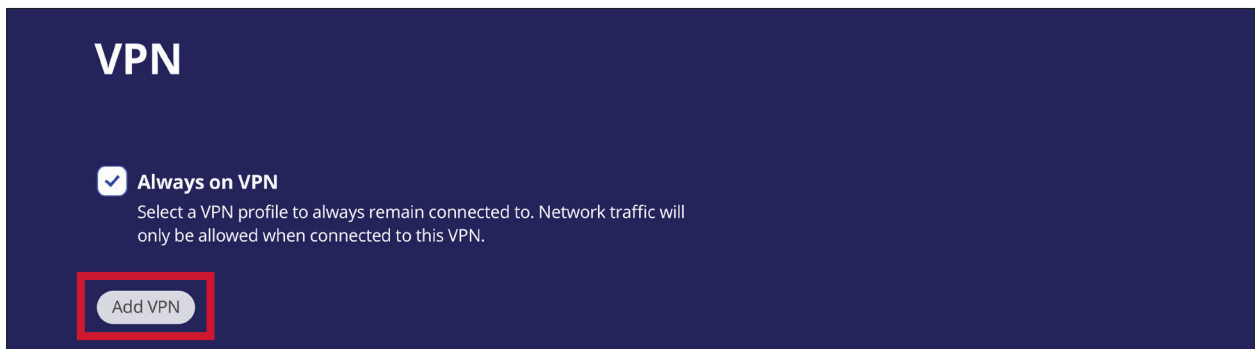 VPN
Always on VPN
Select a VPN profile to always remain connected to. Network traffic will
only be allowed when connected to this VPN.
Add VPN